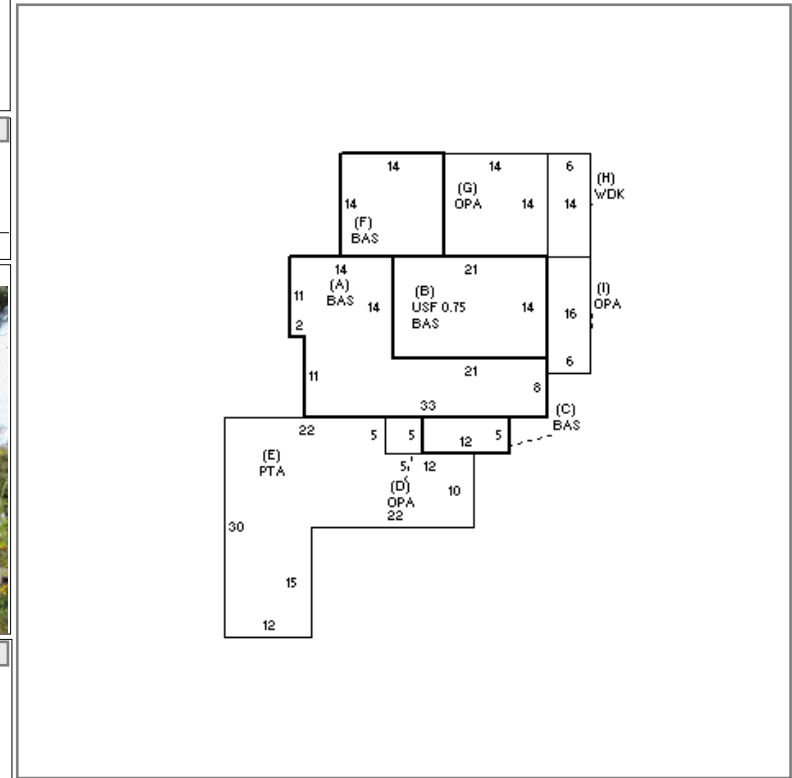 14
14
6
(H)
WDK
(G)
OPA
14
14
14
(F)
BAS
14
21
(A)
BAS
11
14
(B)
USF 0.75
BAS
14
(I)
OPA
16
2
6
11
21
8
33
(C)
BAS
22
5
5
12
5
(E)
PTA
5
12
(D)
OPA
10
22
30
15
12